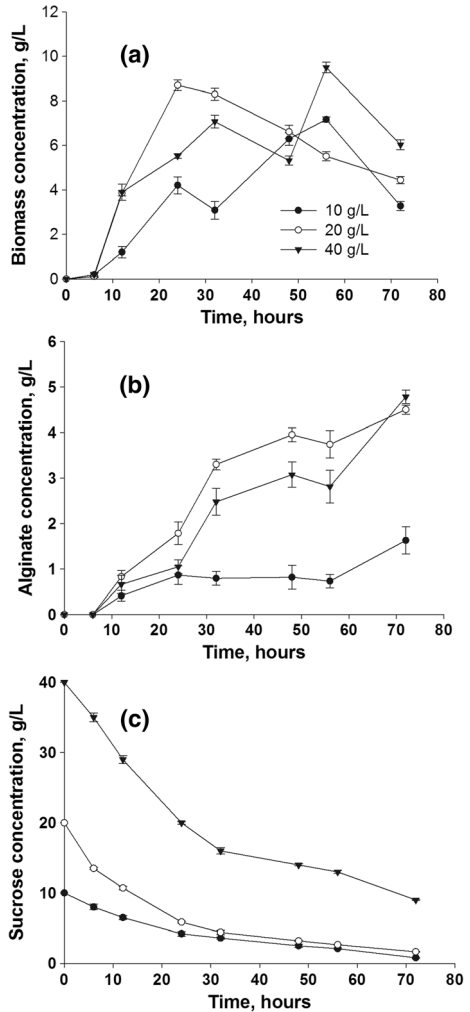 Biomass concentration, g/L
12
10
8
6
4
2
0
(a)
10 g/L
20 g/L
40 g/L
0 10 20 30 40 50 60 70 80
Time, hours
Alginate concentration, g/L
6
5
4
3
2
1
0
(b)
0 10 20 30 40 50 60 70 80
Time, hours
Sucrose concentration, g/L
40
30
20
10
0
(c)
0 10 20 30 40 50 60 70 80
Time, hours